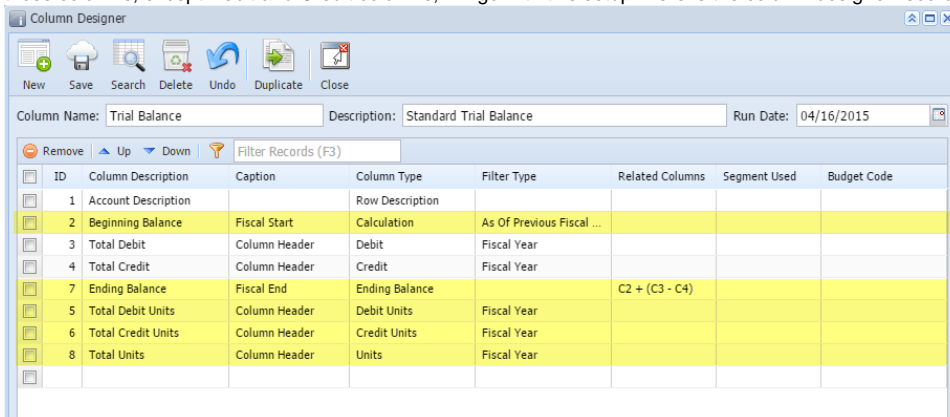 Column Designer
New Save Search Delete Undo Duplicate Close
Column Name: Trial Balance Description: Standard Trial Balance Run Date: 04/16/2015
Remove Up Down Filter Records (F3)
ID Column Description Caption Column Type Filter Type Related Columns Segment Used Budget Code
1 Account Description Row Description
2 Beginning Balance Fiscal Start Calculation As Of Previous Fiscal ...
3 Total Debit Column Header Debit Fiscal Year
4 Total Credit Column Header Credit Fiscal Year
7 Ending Balance Fiscal End Ending Balance C2 + (C3 - C4)
5 Total Debit Units Column Header Debit Units Fiscal Year
6 Total Credit Units Column Header Credit Units Fiscal Year
8 Total Units Column Header Units Fiscal Year